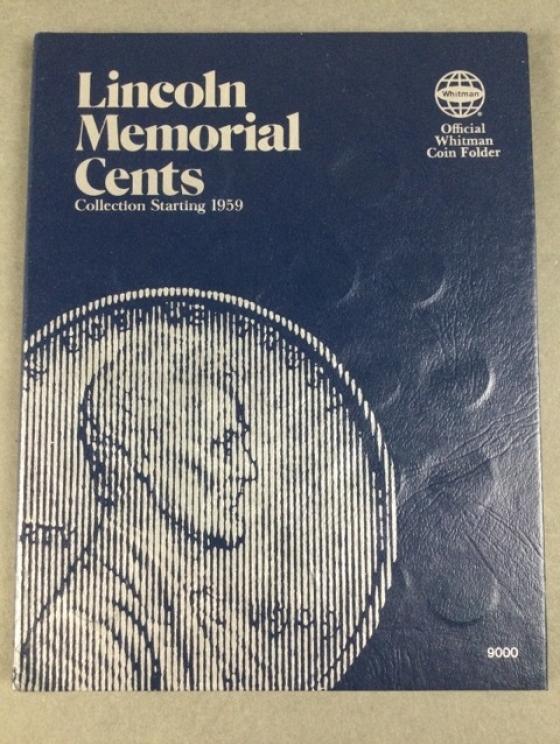 Lincoln
Memorial
Cents
Collection Starting 1959
Whitman
Official
Whitman
Coin Folder
9000